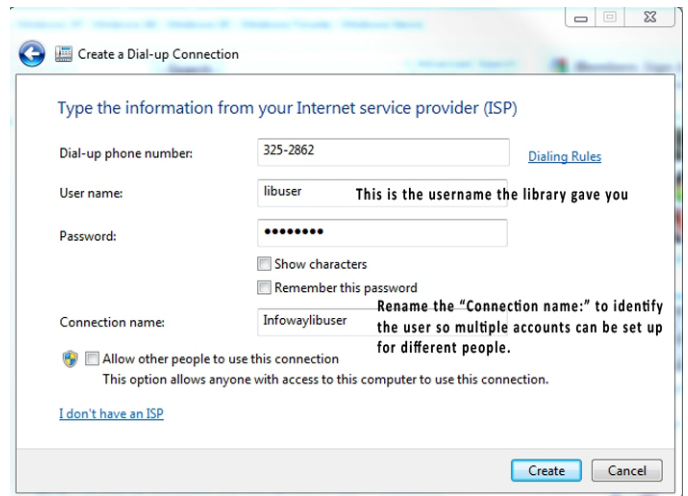 Create a Dial-up Connection
Type the information from your Internet service provider (ISP)
Dial-up phone number:
325-2862
Dialing Rules
User name:
libuser
This is the username the library gave you
Password:
••••••••
Show characters
Remember this password
Connection name:
Infowaylibuser
Rename the “Connection name:” to identify
the user so multiple accounts can be set up
for different people.
Allow other people to use this connection
This option allows anyone with access to this computer to use this connection.
I don't have an ISP
Create
Cancel